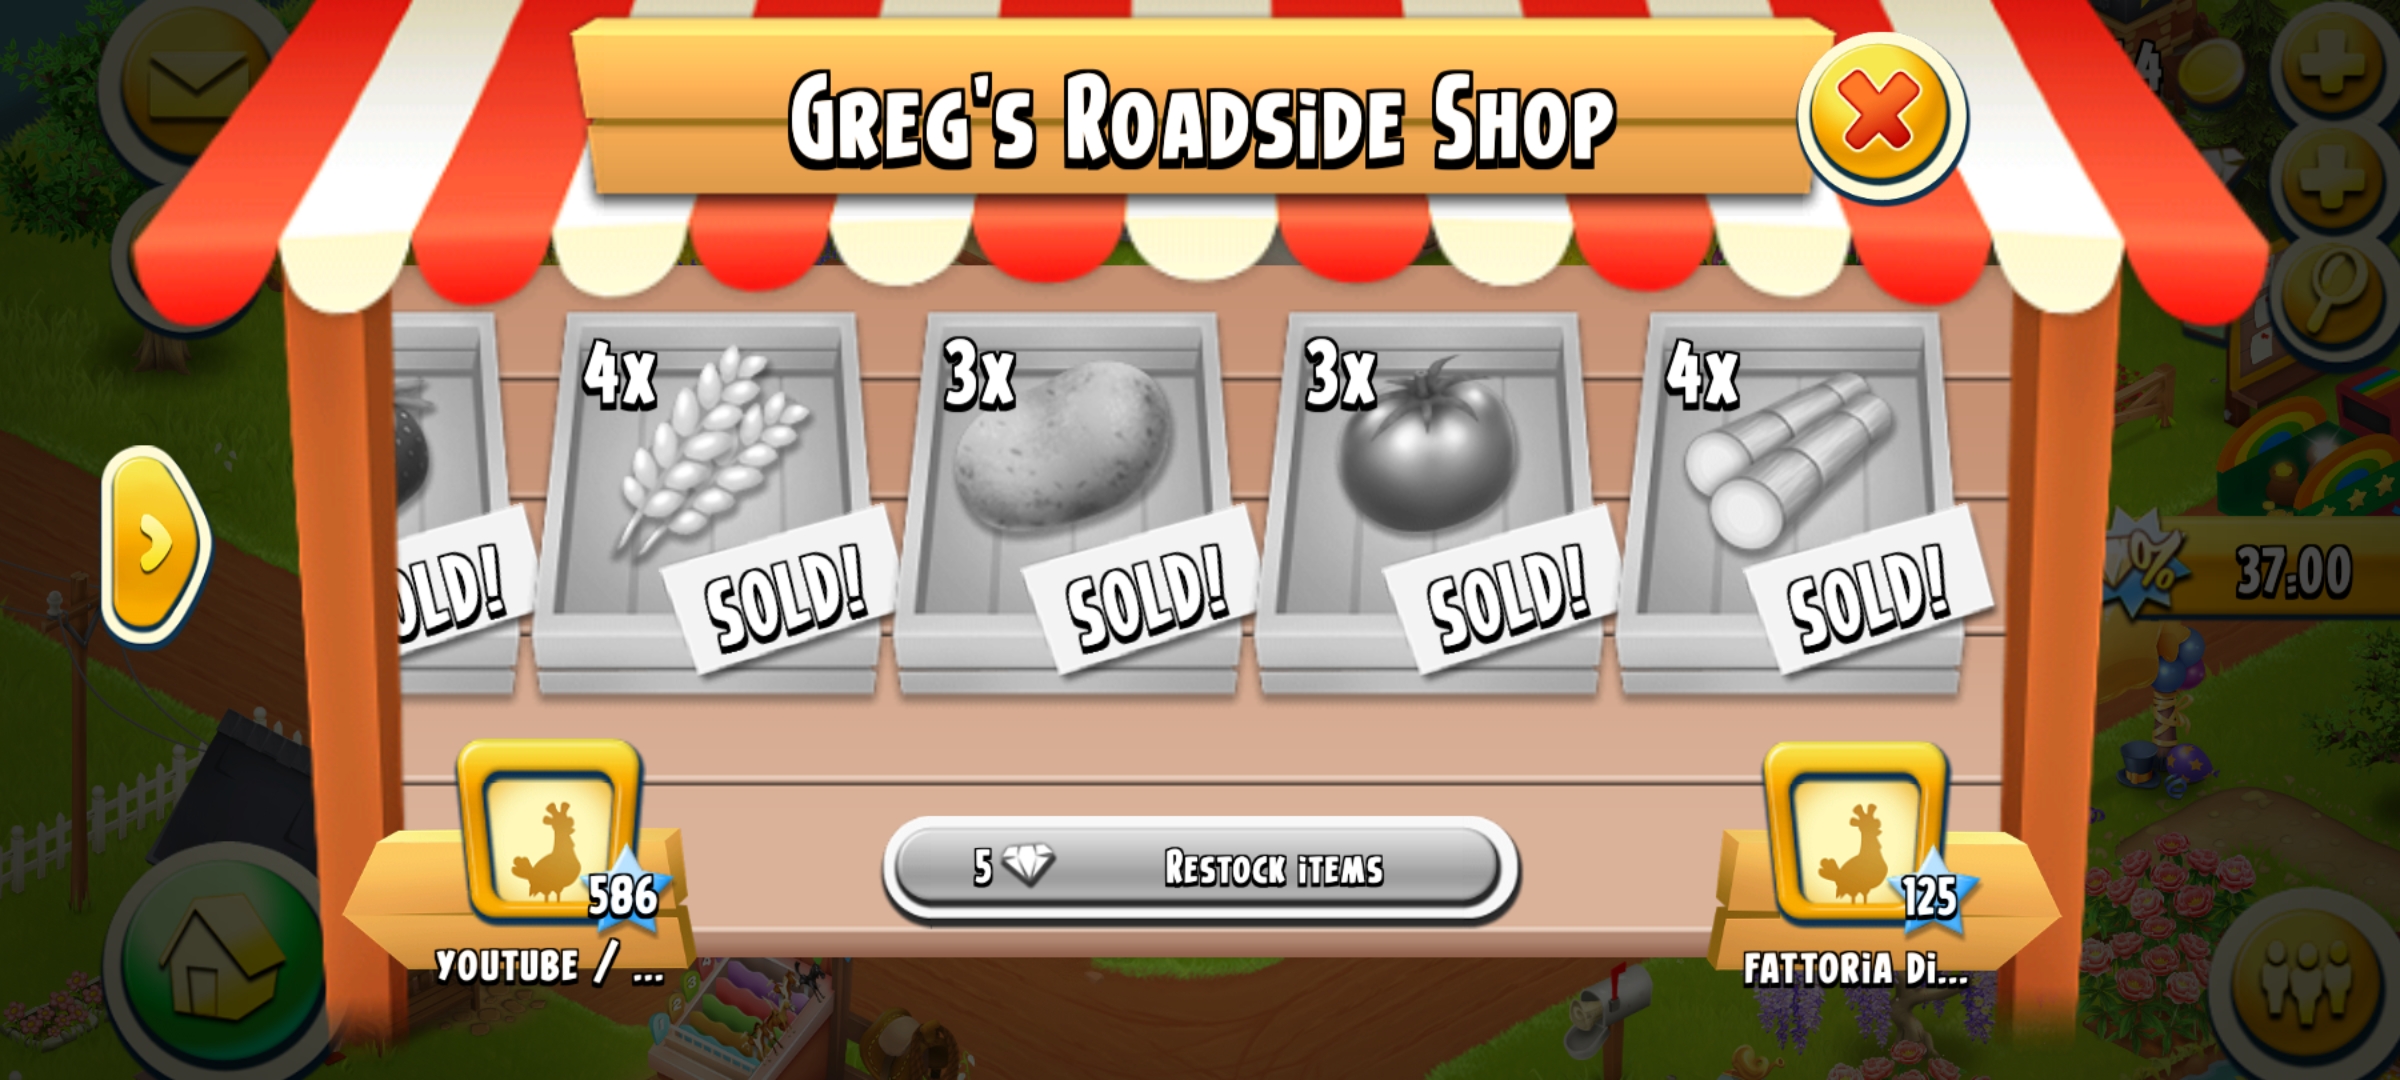 GREG'S ROADSIDE SHOP
4x
3x
3x
4x
OLD!
SOLD!
SOLD!
SOLD!
SOLD!
37:00
586
5
RESTOCK ITEMS
125
YOUTUBE / ...
FATTORIA DI...